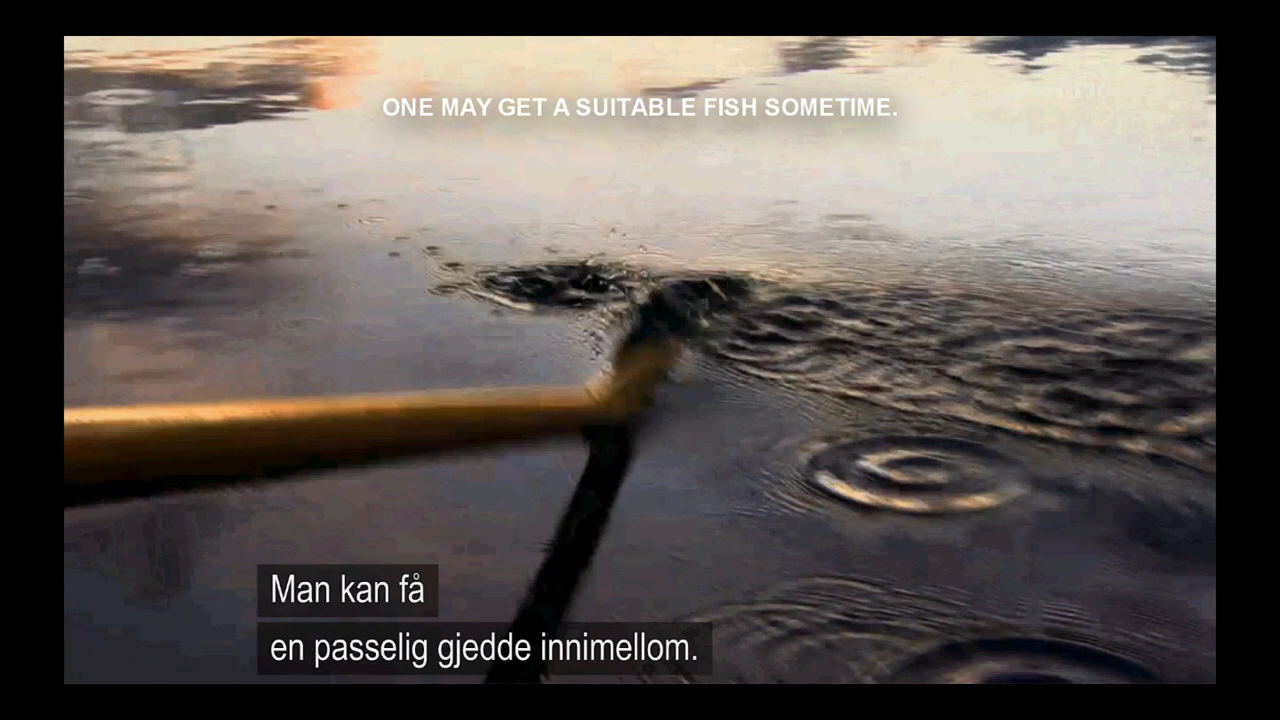 ONE MAY GET A SUITABLE FISH SOMETIME.
Man kan få
en passelig gjedde innimellom.